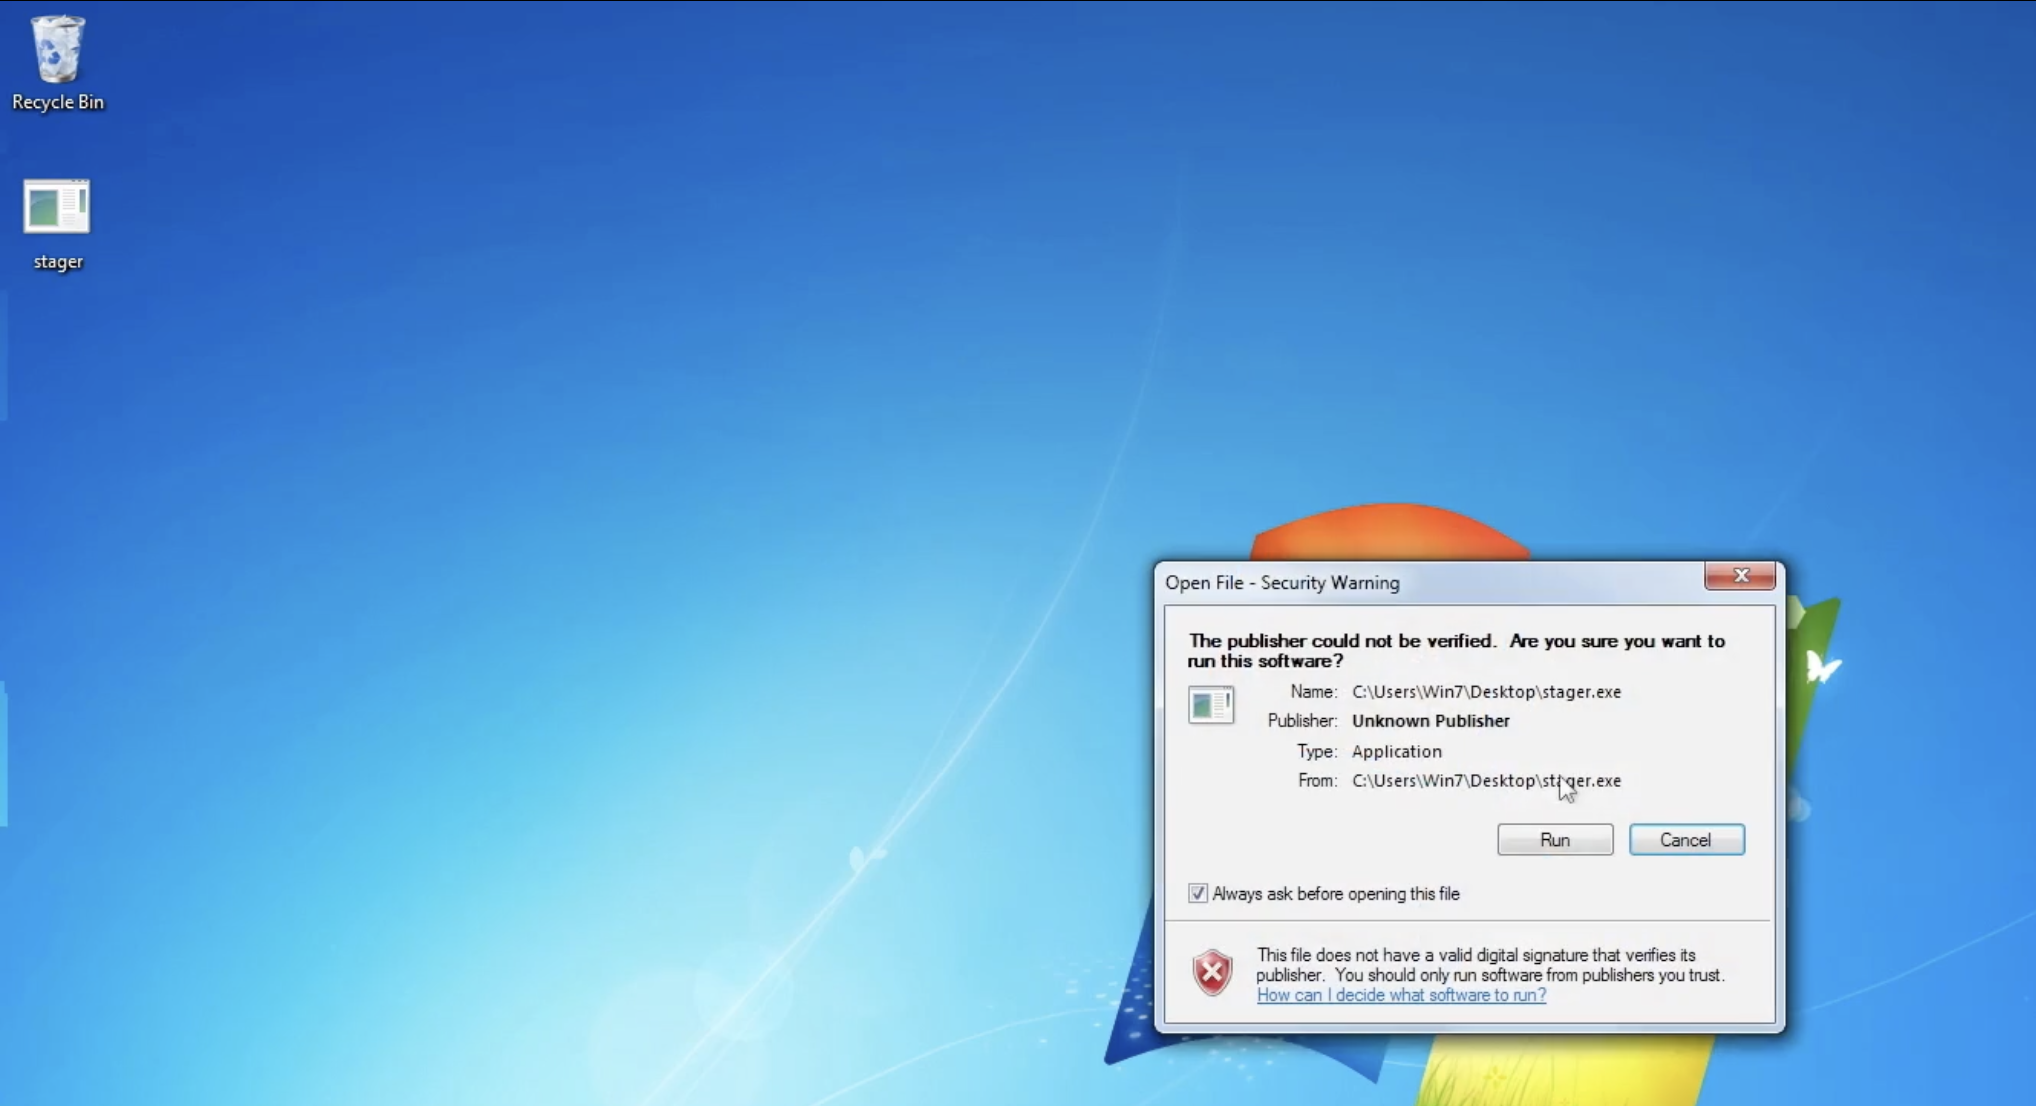 Recycle Bin
stager
Open File - Security Warning
The publisher could not be verified.  Are you sure you want to
run this software?
Name: C:\Users\Win7\Desktop\stager.exe
Publisher: Unknown Publisher
Type: Application
From: C:\Users\Win7\Desktop\stager.exe
Run Cancel
Always ask before opening this file
This file does not have a valid digital signature that verifies its
publisher.  You should only run software from publishers you trust.
How can I decide what software to run?